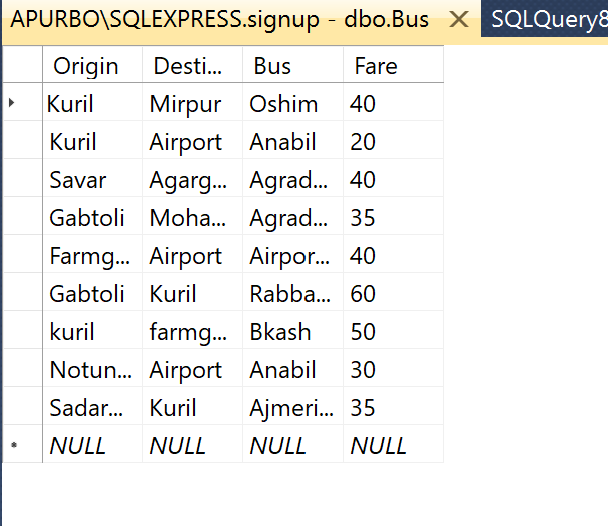 APURBO\SQLEXPRESS.signup - dbo.Bus SQLQuery8
Origin Desti... Bus Fare
Kuril Mirpur Oshim 40
Kuril Airport Anabil 20
Savar Agarg... Agrad... 40
Gabtoli Moha... Agrad... 35
Farmg... Airport Airpor... 40
Gabtoli Kuril Rabba... 60
kuril farmg... Bkash 50
Notun... Airport Anabil 30
Sadar... Kuril Ajmeri... 35
NULL NULL NULL NULL